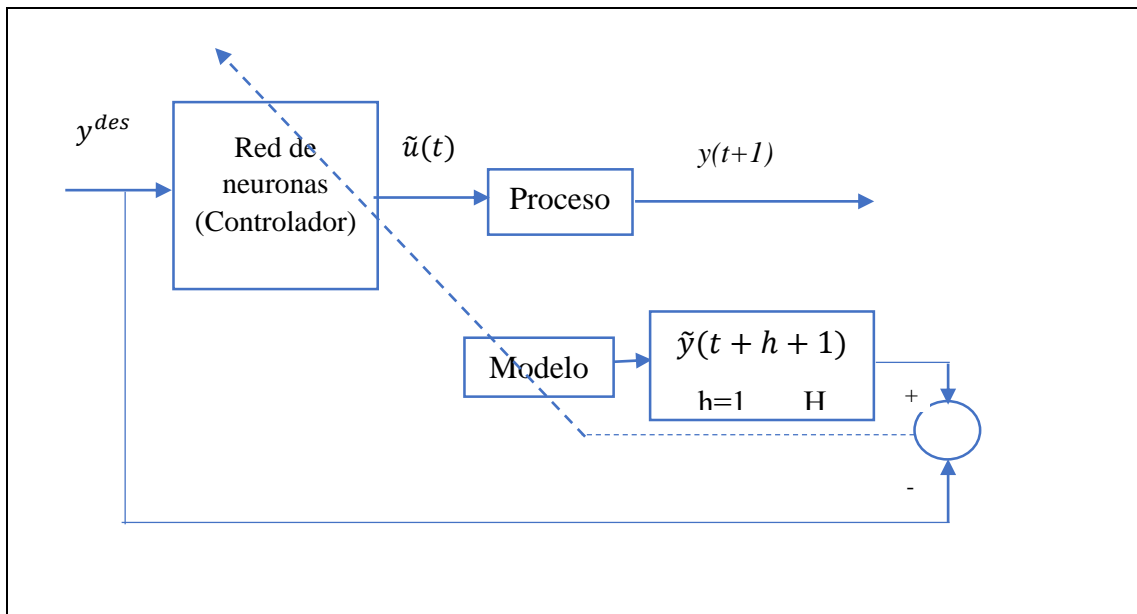 y^{des}
Red de
neuronas
(Controlador)
ũ(t)
Proceso
y(t+1)
Modelo
ỹ(t + h + 1)
h=1 H
+
-